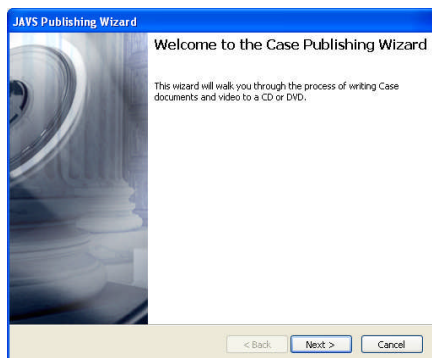 JAVS Publishing Wizard
Welcome to the Case Publishing Wizard
This wizard will walk you through the process of writing Case
documents and video to a CD or DVD.
< Back
Next >
Cancel